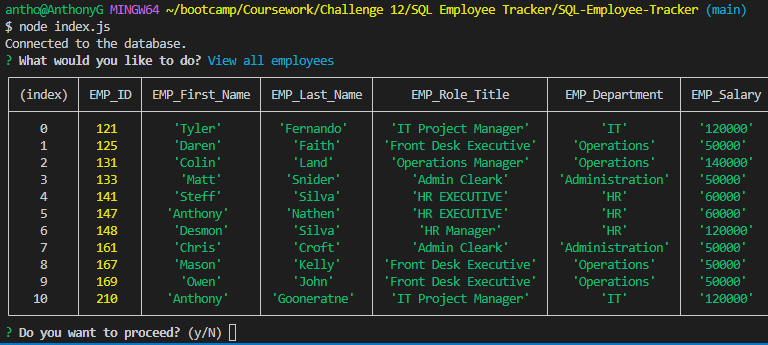 antho@AnthonyG MINGW64 ~/bootcamp/Coursework/Challenge 12/SQL Employee Tracker/SQL-Employee-Tracker (main)
$ node index.js
Connected to the database.
? What would you like to do? View all employees
(index) EMP_ID EMP_First_Name EMP_Last_Name EMP_Role_Title EMP_Department EMP_Salary
0 121 'Tyler' 'Fernando' 'IT Project Manager' 'IT' '120000'
1 125 'Daren' 'Faith' 'Front Desk Executive' 'Operations' '50000'
2 131 'Colin' 'Land' 'Operations Manager' 'Operations' '140000'
3 133 'Matt' 'Snider' 'Admin Cleark' 'Administration' '50000'
4 141 'Steff' 'Silva' 'HR EXECUTIVE' 'HR' '60000'
5 147 'Anthony' 'Nathen' 'HR EXECUTIVE' 'HR' '60000'
6 148 'Desmon' 'Silva' 'HR Manager' 'HR' '120000'
7 161 'Chris' 'Croft' 'Admin Cleark' 'Administration' '50000'
8 167 'Mason' 'Kelly' 'Front Desk Executive' 'Operations' '50000'
9 169 'Owen' 'John' 'Front Desk Executive' 'Operations' '50000'
10 210 'Anthony' 'Gooneratne' 'IT Project Manager' 'IT' '120000'
? Do you want to proceed? (y/N)